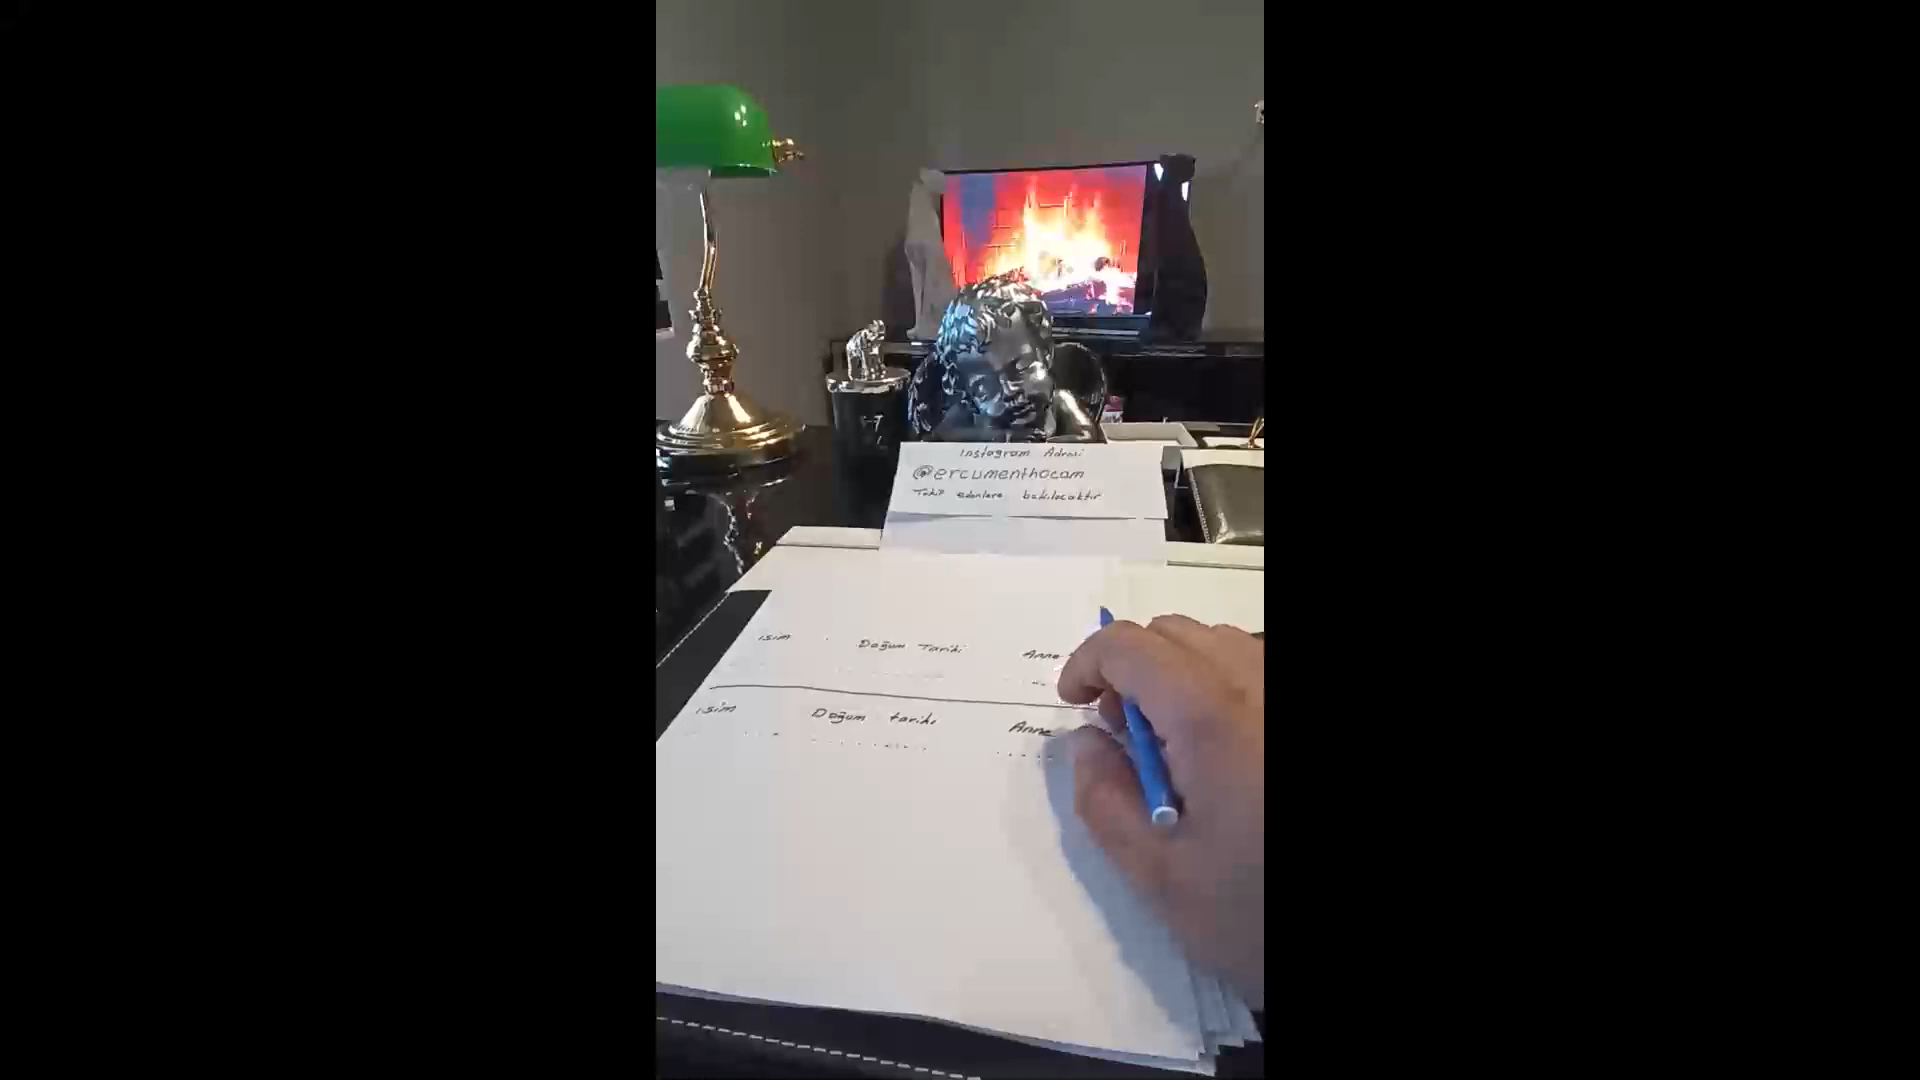 instagram Adresi
@ercumenthocam
Takip edenlere bakılacaktır
isim Doğum Tarihi Anne
isim Doğum tarihi Anne